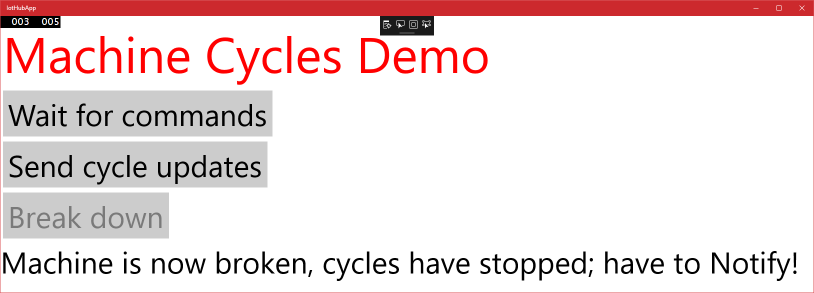 IotHubApp
003 005
Machine Cycles Demo
Wait for commands
Send cycle updates
Break down
Machine is now broken, cycles have stopped; have to Notify!